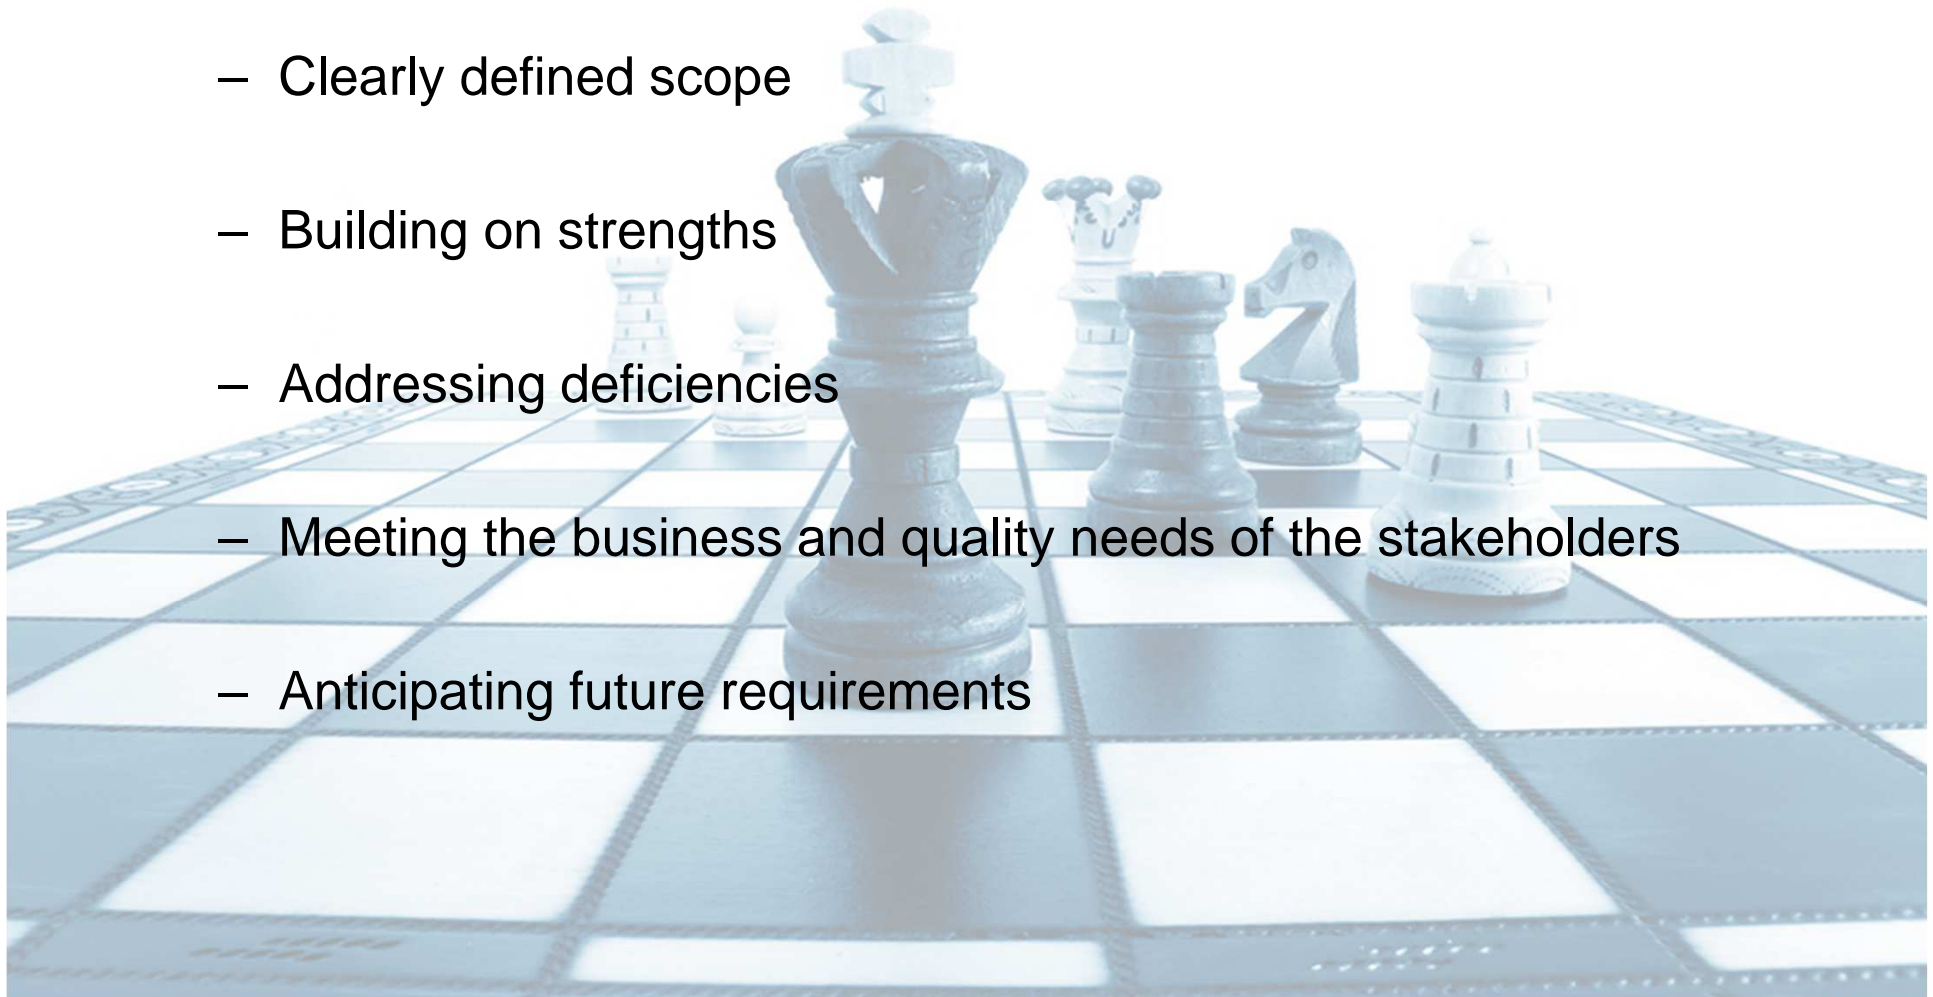 – Clearly defined scope
– Building on strengths
– Addressing deficiencies
– Meeting the business and quality needs of the stakeholders
– Anticipating future requirements